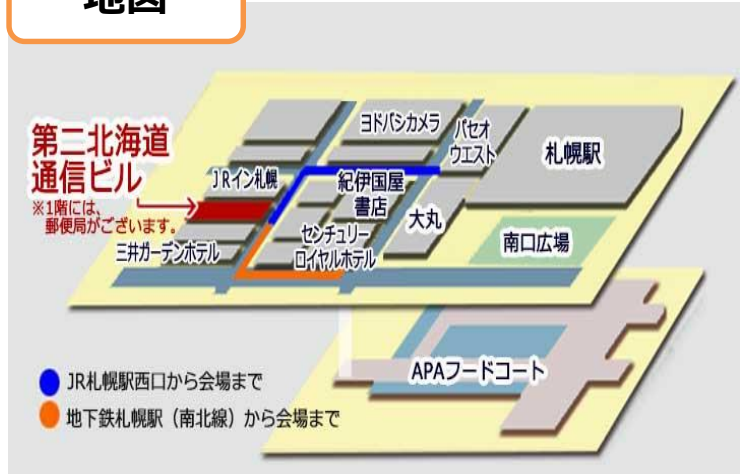 地図
第二北海道
通信ビル
※1階には、
郵便局がございます。
ヨドバシカメラ
パセオ
ウエスト
札幌駅
JRイン札幌
紀伊国屋
書店
大丸
センチュリー
ロイヤルホテル
三井ガーデンホテル
南口広場
APAフードコート
JR札幌駅西口から会場まで
地下鉄札幌駅（南北線）から会場まで